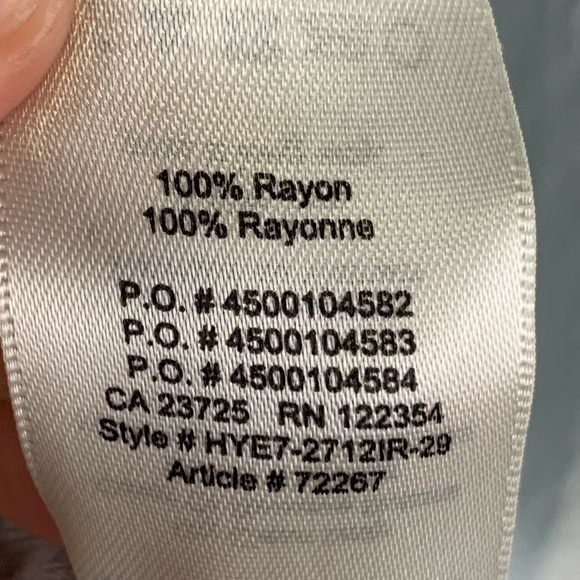 100% Rayon
100% Rayonne
P.O. # 4500104582
P.O. # 4500104583
P.O. # 4500104584
CA 23725 RN 122354
Style # HYE7-2712IR-29
Article # 72267